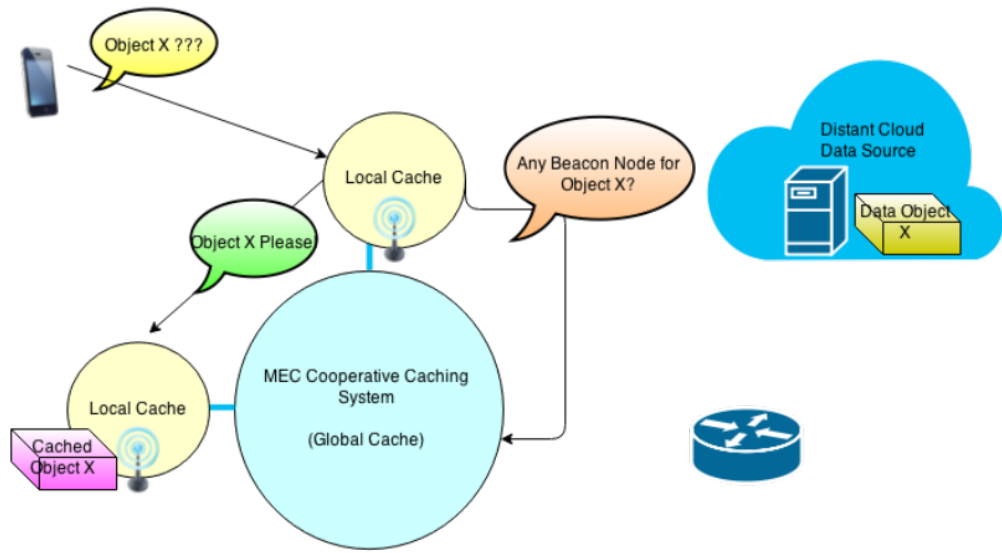 Object X ???
Distant Cloud
Data Source
Any Beacon Node for
Object X?
Local Cache
Data Object
X
Object X Please!
MEC Cooperative Caching
System
(Global Cache)
Local Cache
Cached
Object X